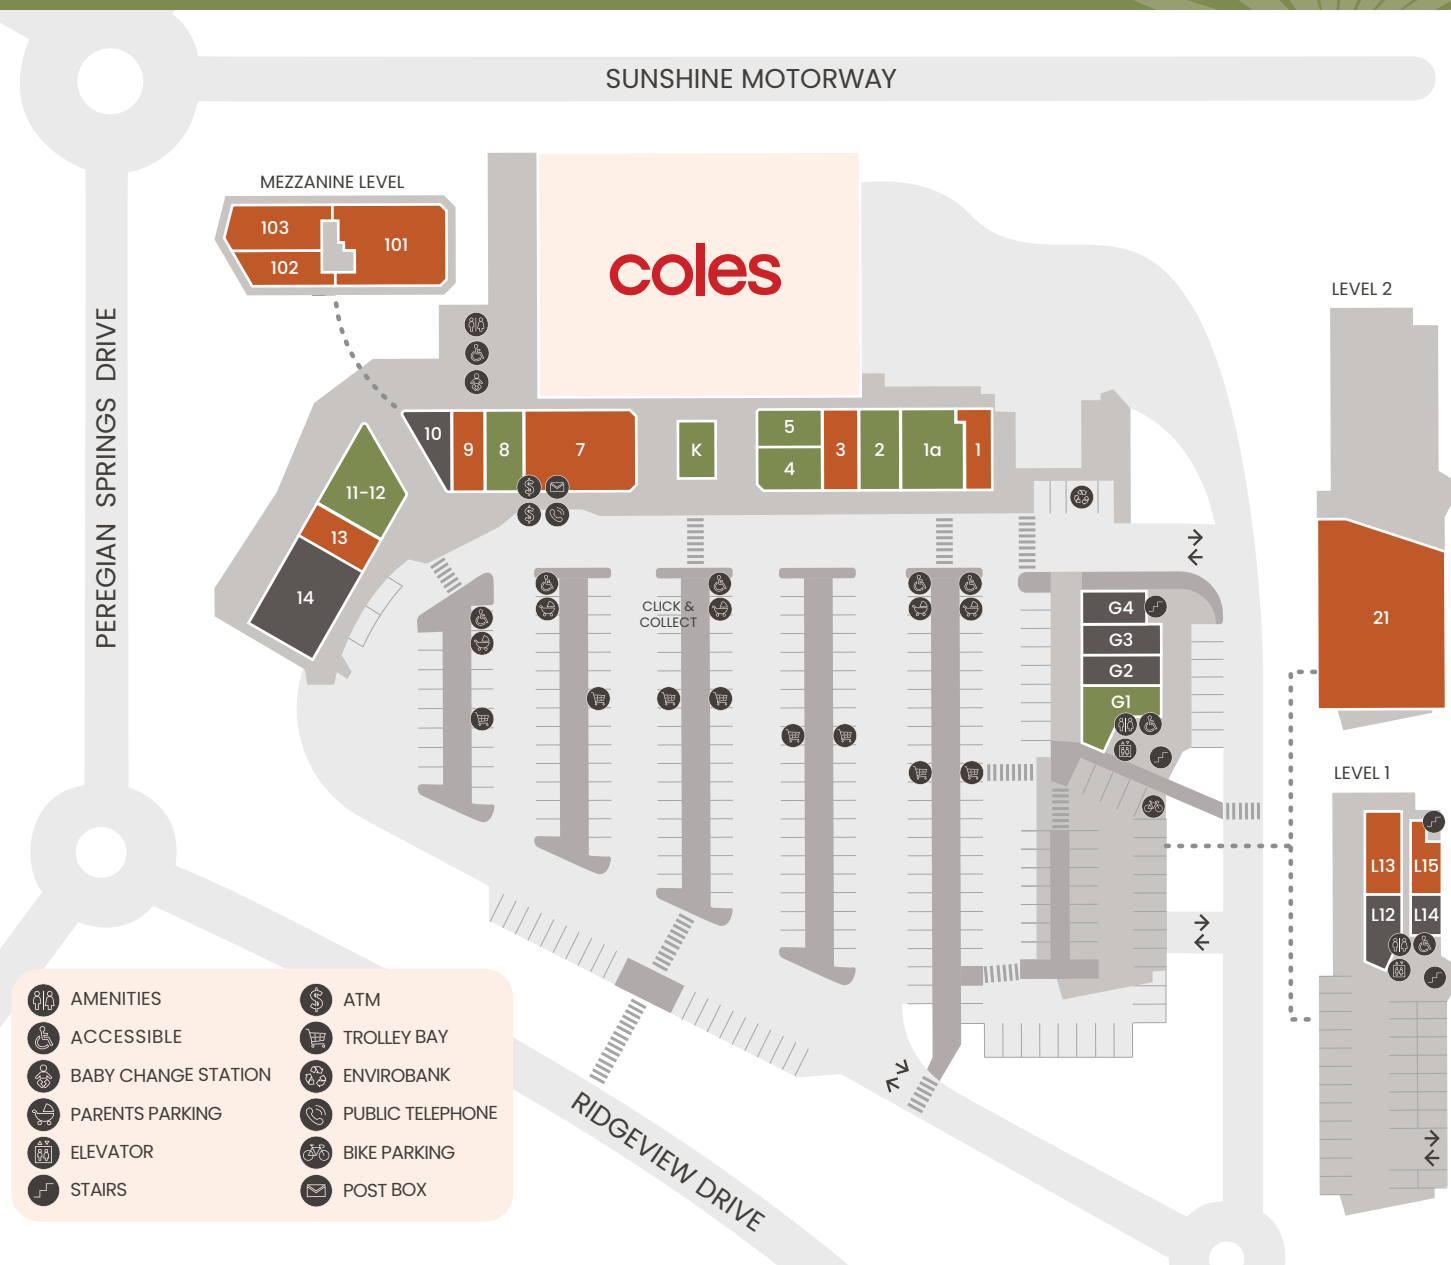 SUNSHINE MOTORWAY
MEZZANINE LEVEL
103
102
101
coles
PEREGIAN SPRINGS DRIVE
LEVEL 2
21
10
9
8
7
K
5
4
3
2
1a
1
11-12
13
14
CLICK &
COLLECT
G4
G3
G2
G1
LEVEL 1
L13
L15
L12
L14
AMENITIES
ACCESSIBLE
BABY CHANGE STATION
PARENTS PARKING
ELEVATOR
STAIRS
ATM
TROLLEY BAY
ENVIROBANK
PUBLIC TELEPHONE
BIKE PARKING
POST BOX
RIDGEVIEW DRIVE